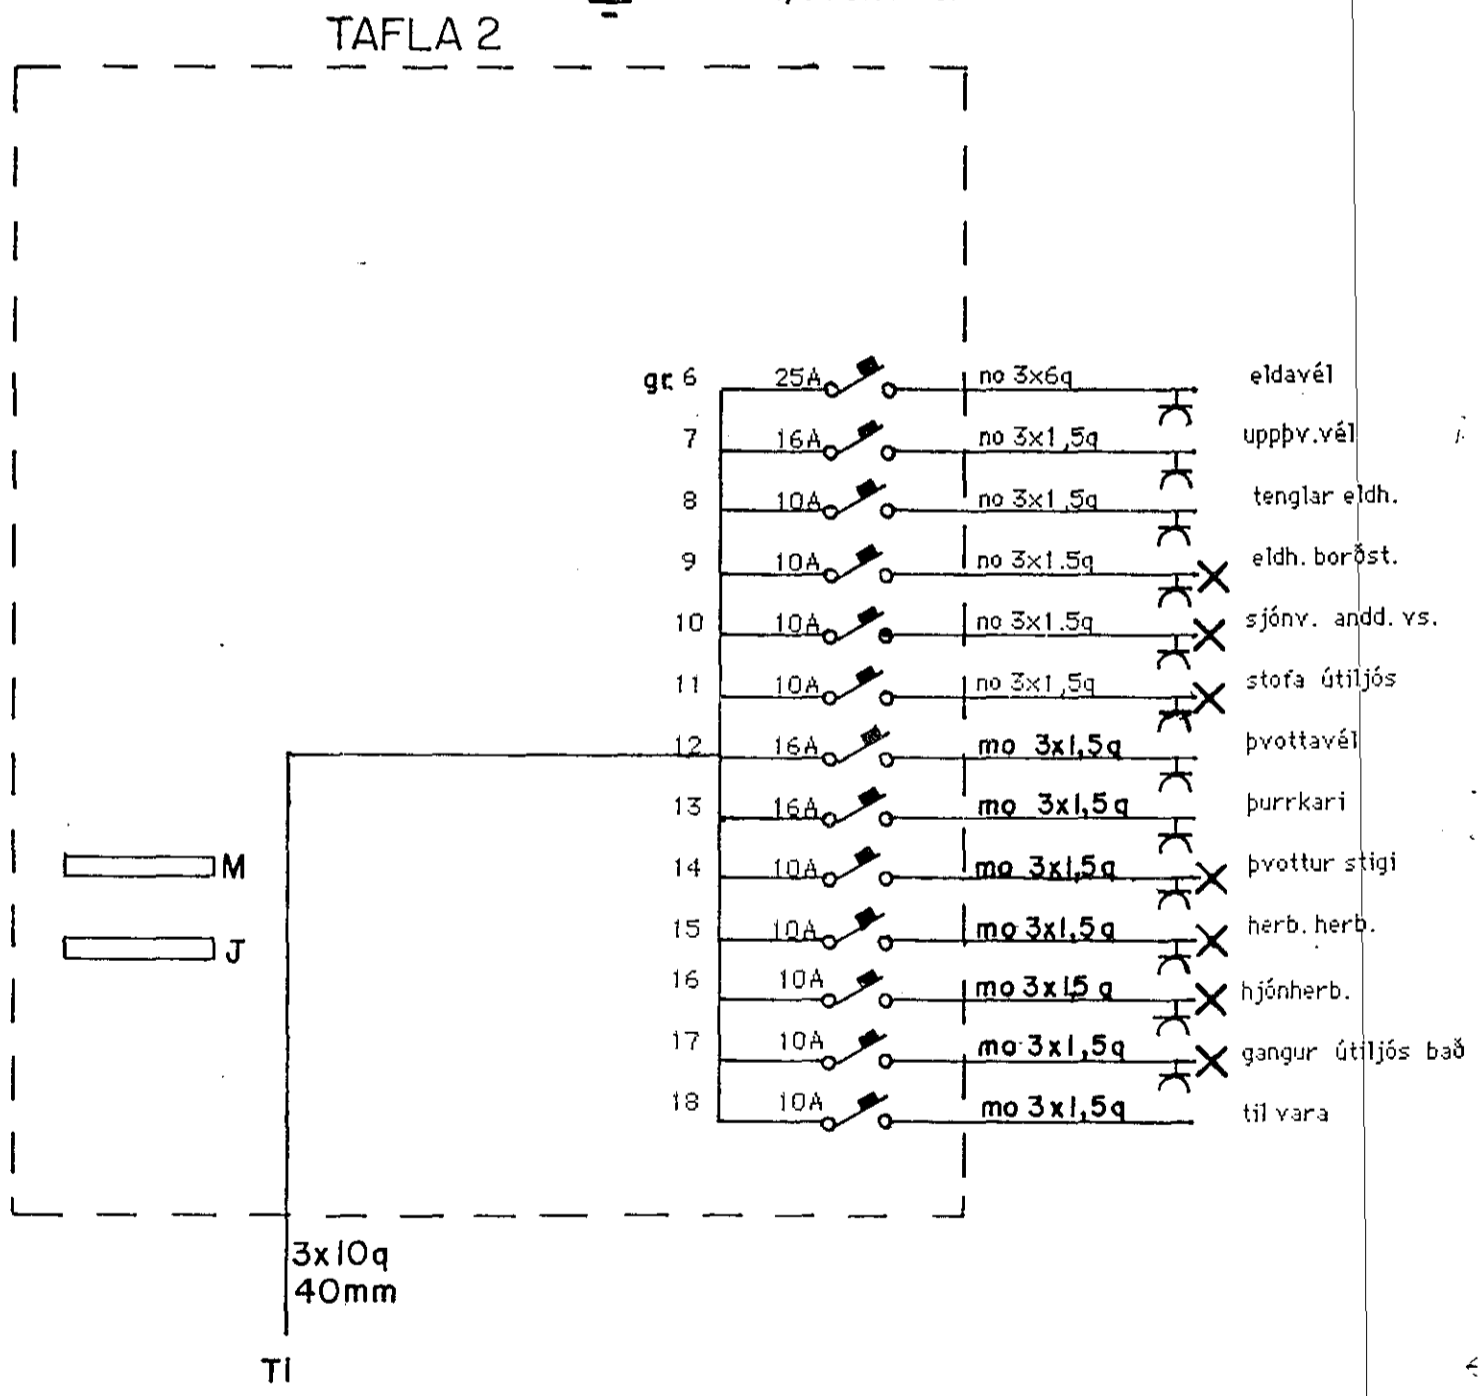 TAFLA 2
gr. 6 25A no 3x6q eldavél
7 16A no 3x1,5q uppþv.vél
8 10A no 3x1,5q tenglar eldh.
9 10A no 3x1.5q eldh. borðst.
10 10A no 3x1.5q sjónv. andd. vs.
11 10A no 3x1,5q stofa útiljós
12 16A mo 3x1,5q þvottavél
13 16A mo 3x1,5q þurrkari
14 10A mo 3x1,5q þvottur stigi
15 10A mo 3x1,5q herb. herb.
16 10A mo 3x1,5 q hjónherb.
17 10A mo 3x1,5q gangur útiljós bað
18 10A mo 3x1,5q til vara
M
J
3x10q
40mm
T1